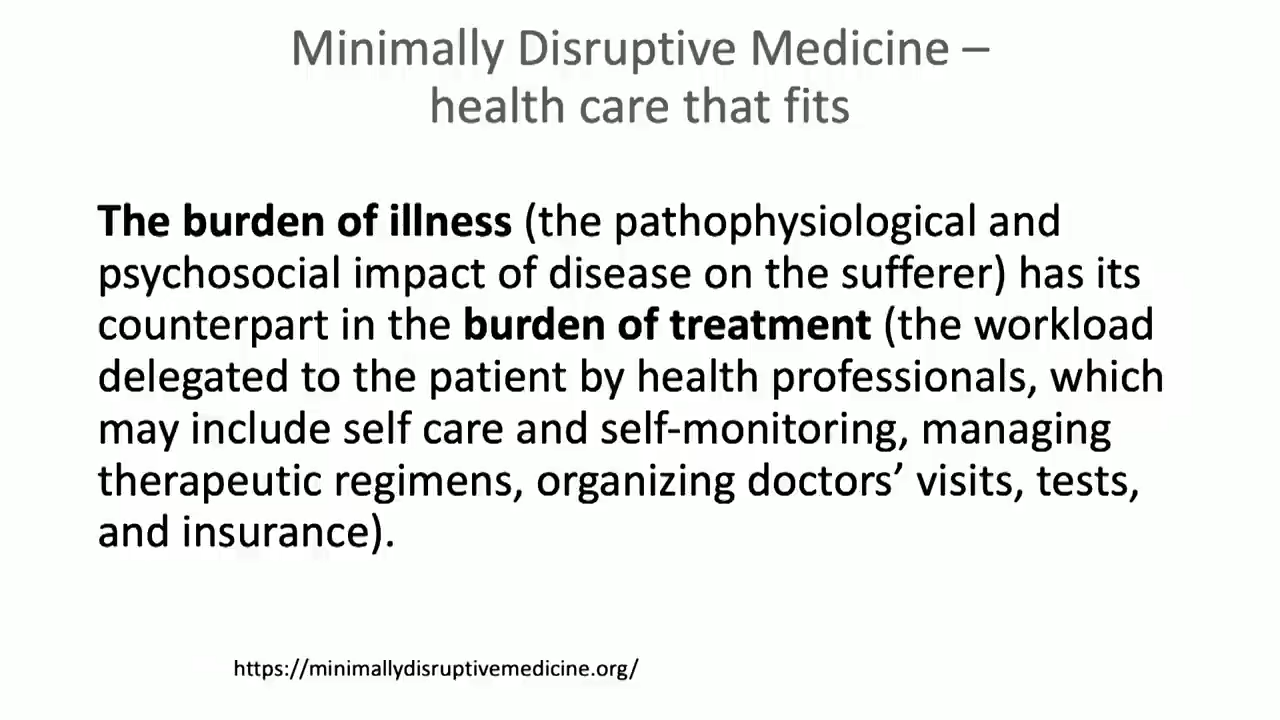 Minimally Disruptive Medicine –
health care that fits
The burden of illness (the pathophysiological and
psychosocial impact of disease on the sufferer) has its
counterpart in the burden of treatment (the workload
delegated to the patient by health professionals, which
may include self care and self-monitoring, managing
therapeutic regimens, organizing doctors’ visits, tests,
and insurance).
https://minimallydisruptivemedicine.org/